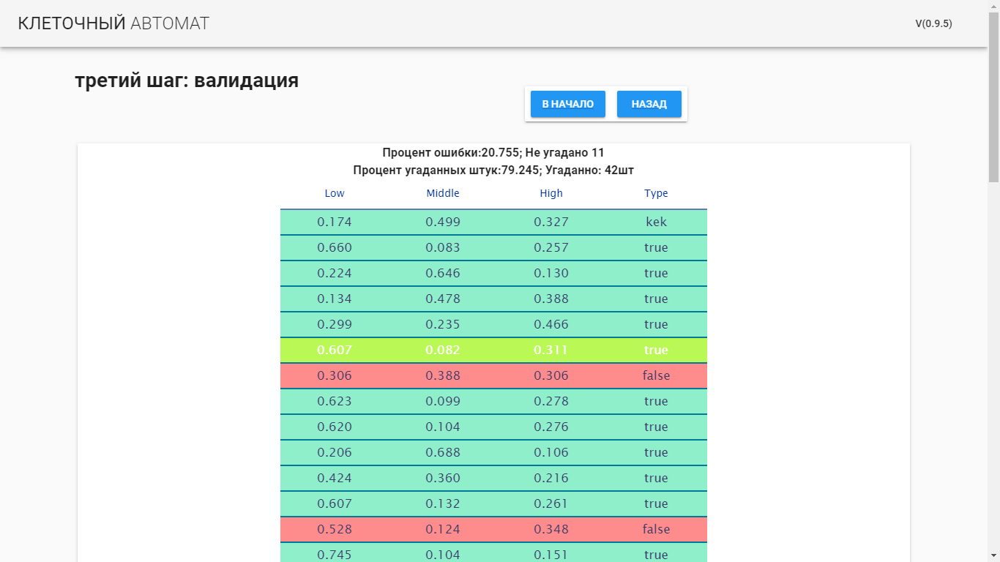 КЛЕТОЧНЫЙ АВТОМАТ
V(0.9.5)
третий шаг: валидация
В НАЧАЛО НАЗАД
Процент ошибки:20.755; Не угадано 11
Процент угаданных штук:79.245; Угаданно: 42шт
Low Middle High Type
0.174 0.499 0.327 kek
0.660 0.083 0.257 true
0.224 0.646 0.130 true
0.134 0.478 0.388 true
0.299 0.235 0.466 true
0.607 0.082 0.311 true
0.306 0.388 0.306 false
0.623 0.099 0.278 true
0.620 0.104 0.276 true
0.206 0.688 0.106 true
0.424 0.360 0.216 true
0.607 0.132 0.261 true
0.528 0.124 0.348 false
0.745 0.104 0.151 true